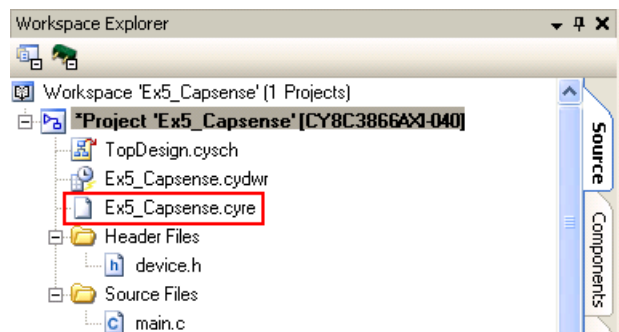 Workspace Explorer
Workspace 'Ex5_Capsense' (1 Projects)
*Project 'Ex5_Capsense' [CY8C3866AXI-040]
TopDesign.cysch
Ex5_Capsense.cydwr
Ex5_Capsense.cyre
Header Files
device.h
Source Files
main.c
Source
Components